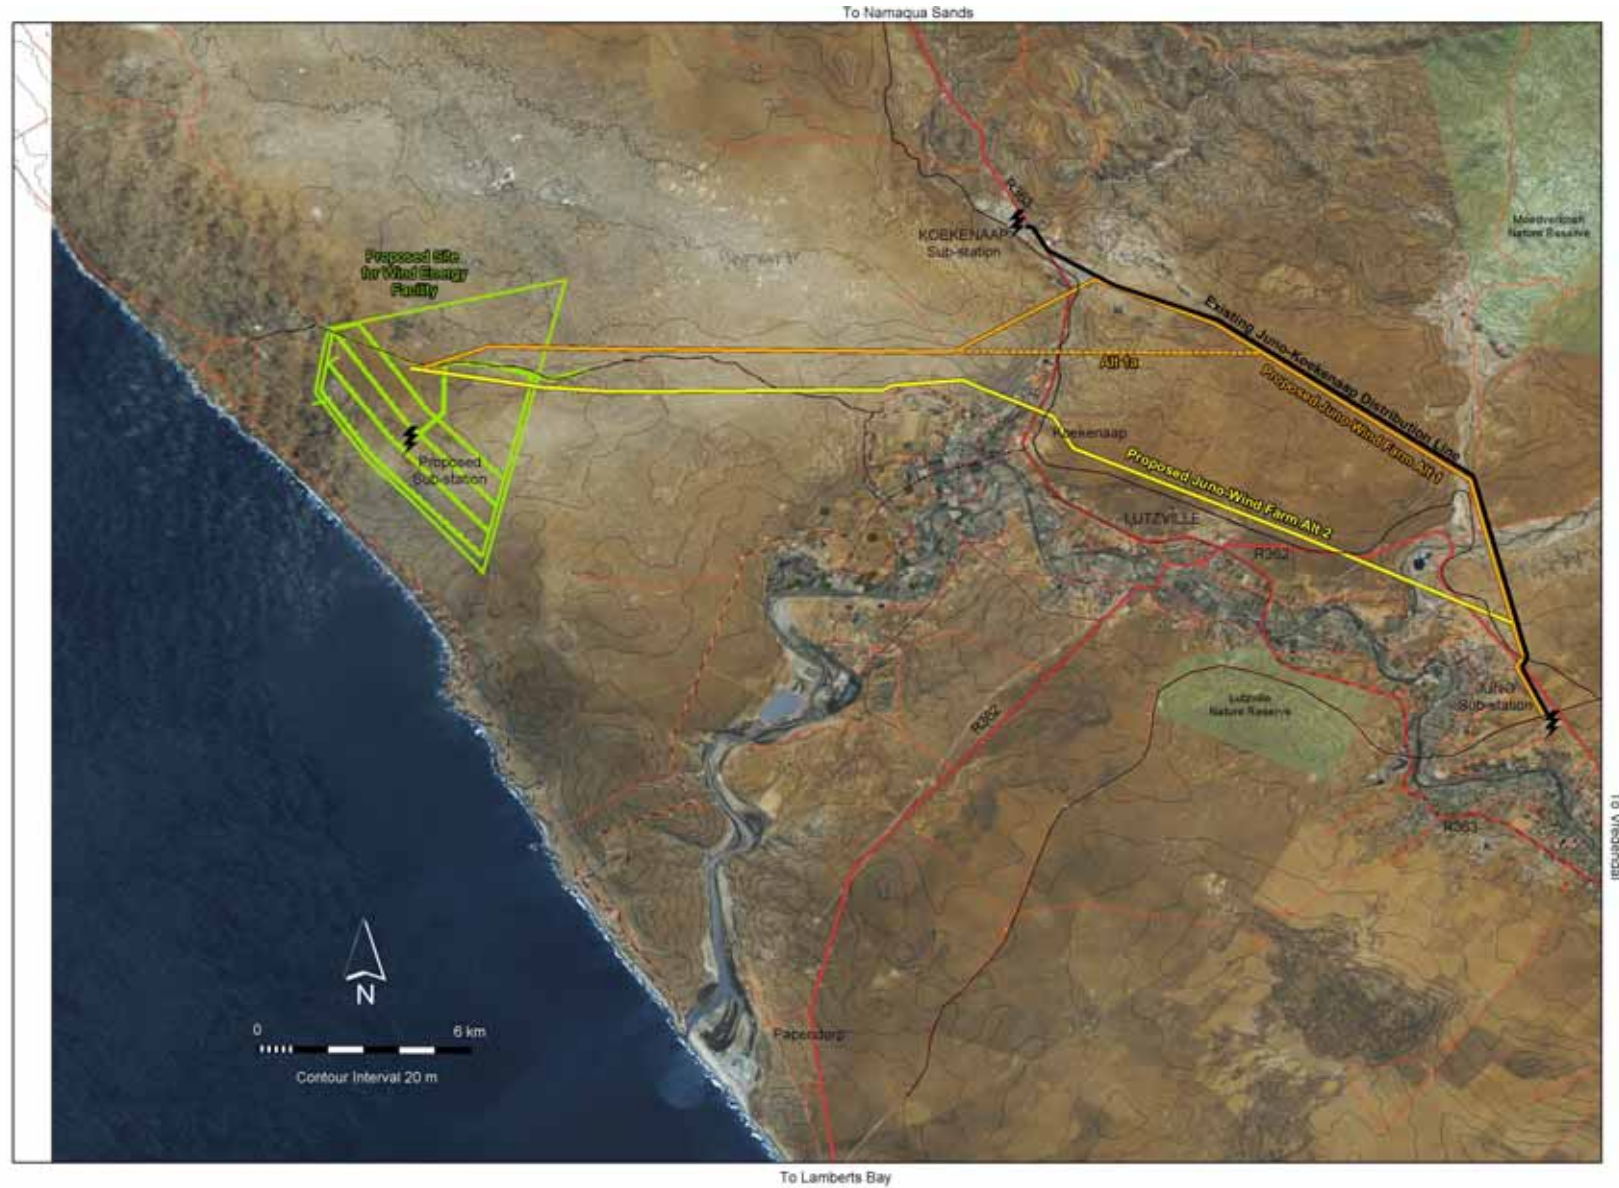 To Namaqua Sands
R363
KOEKENAAP
Sub-station
Nature Reserve
Proposed Site
for Wind Energy
Facility
Existing Juno-Koekenaap Distribution Line
Alt 1a
Proposed Juno-Wind Farm Alt 1
Koekenaap
Proposed Juno-Wind Farm Alt 2
Proposed
Sub-station
LUTZVILLE
R362
Lutzville
Nature Reserve
JUNO
Sub-station
R362
To Vredendal
R363
N
0 6 km
Contour Interval 20 m
Papendorp
To Lamberts Bay